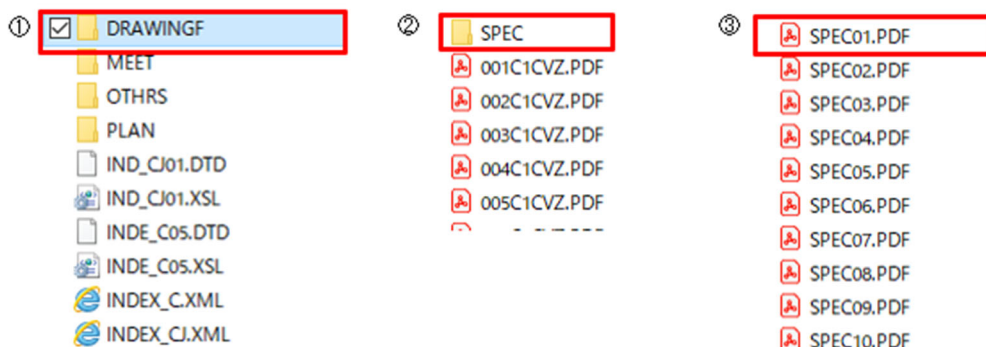 ①
DRAWINGF
MEET
OTHRS
PLAN
IND_CJ01.DTD
IND_CJ01.XSL
INDE_C05.DTD
INDE_C05.XSL
INDEX_C.XML
INDEX_CJ.XML
②
SPEC
001C1CVZ.PDF
002C1CVZ.PDF
003C1CVZ.PDF
004C1CVZ.PDF
005C1CVZ.PDF
③
SPEC01.PDF
SPEC02.PDF
SPEC03.PDF
SPEC04.PDF
SPEC05.PDF
SPEC06.PDF
SPEC07.PDF
SPEC08.PDF
SPEC09.PDF
SPEC10.PDF